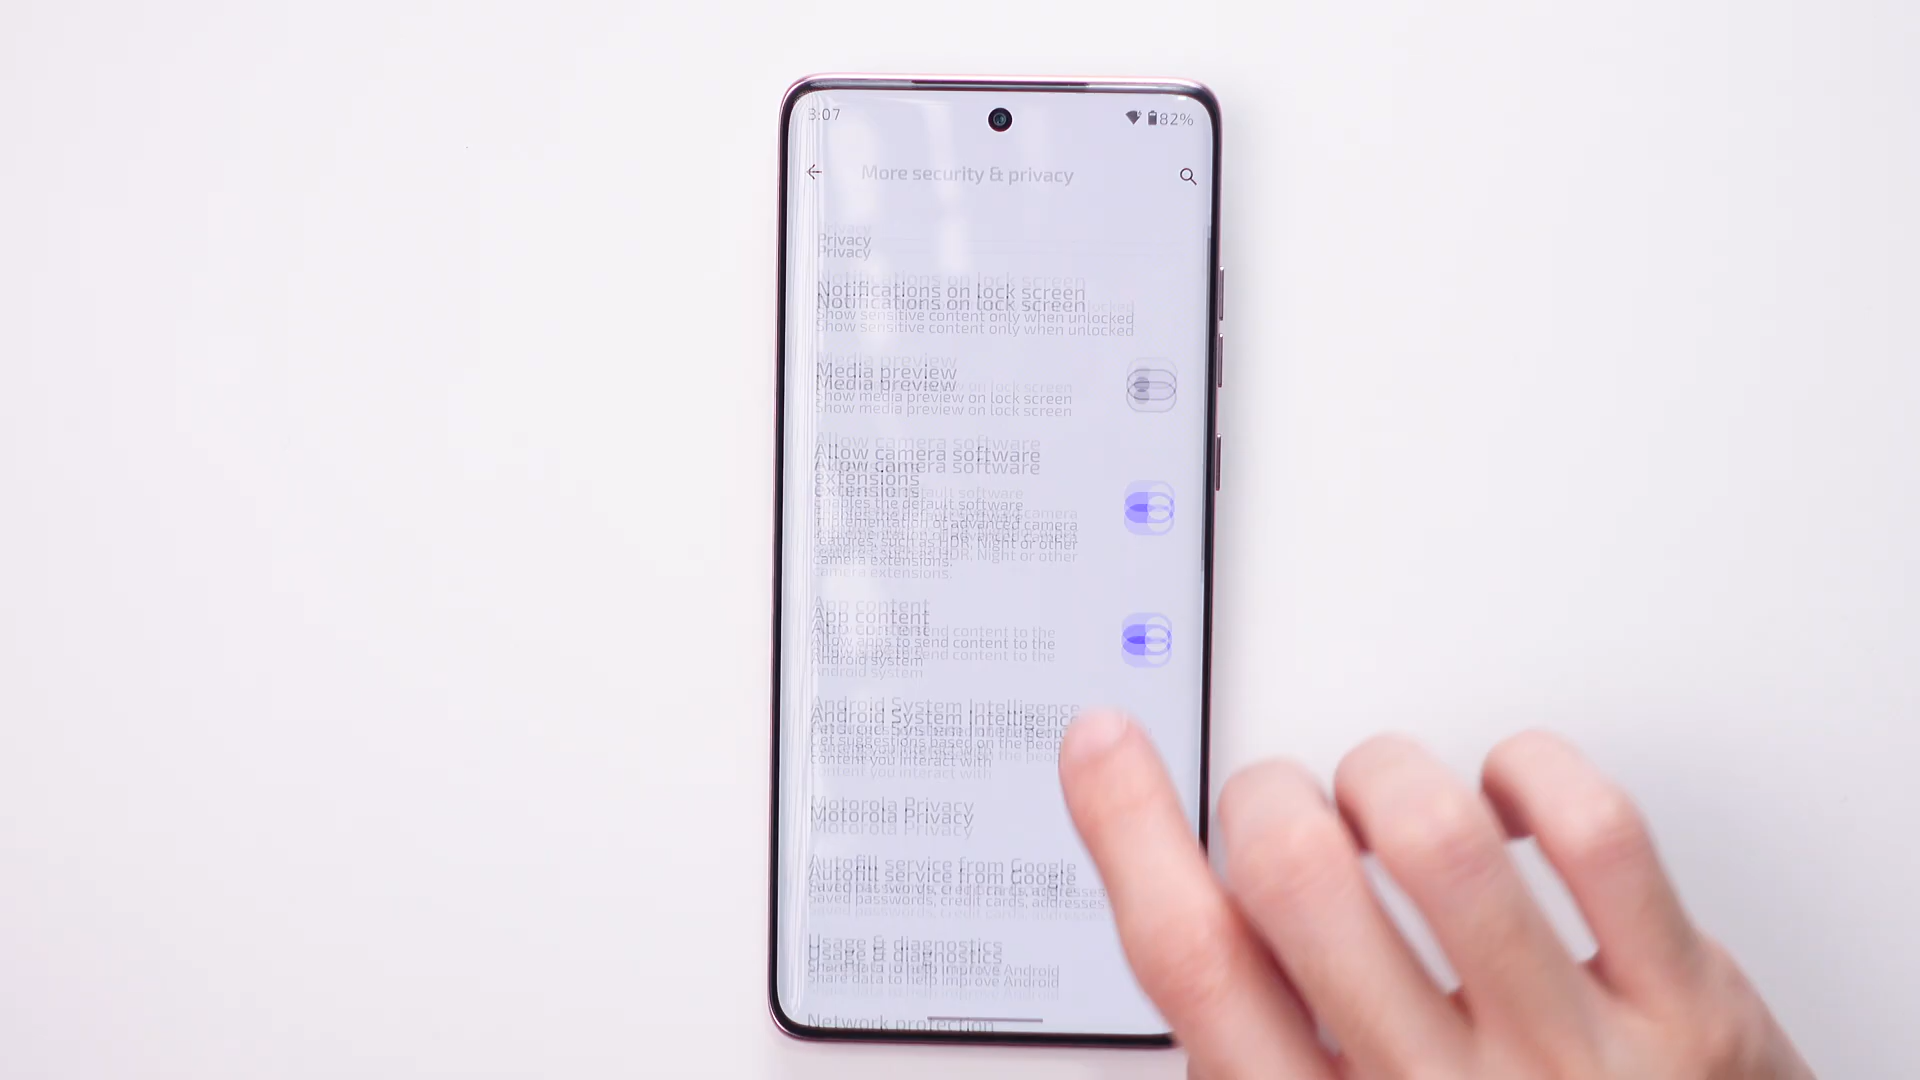 3:07
82%
More security & privacy
Privacy
Notifications on lock screen
Show sensitive content only when unlocked
Media preview
Show media preview on lock screen
Allow camera software
extensions
Enables the default software
implementation of advanced camera
features, such as HDR, Night or other
camera extensions.
App content
Allow apps to send content to the
Android system
Android System Intelligence
Get suggestions based on the
content you interact with
Motorola Privacy
Autofill service from Google
Saved passwords, credit cards, addresses
Usage & diagnostics
Share data to help improve Android
Network protection